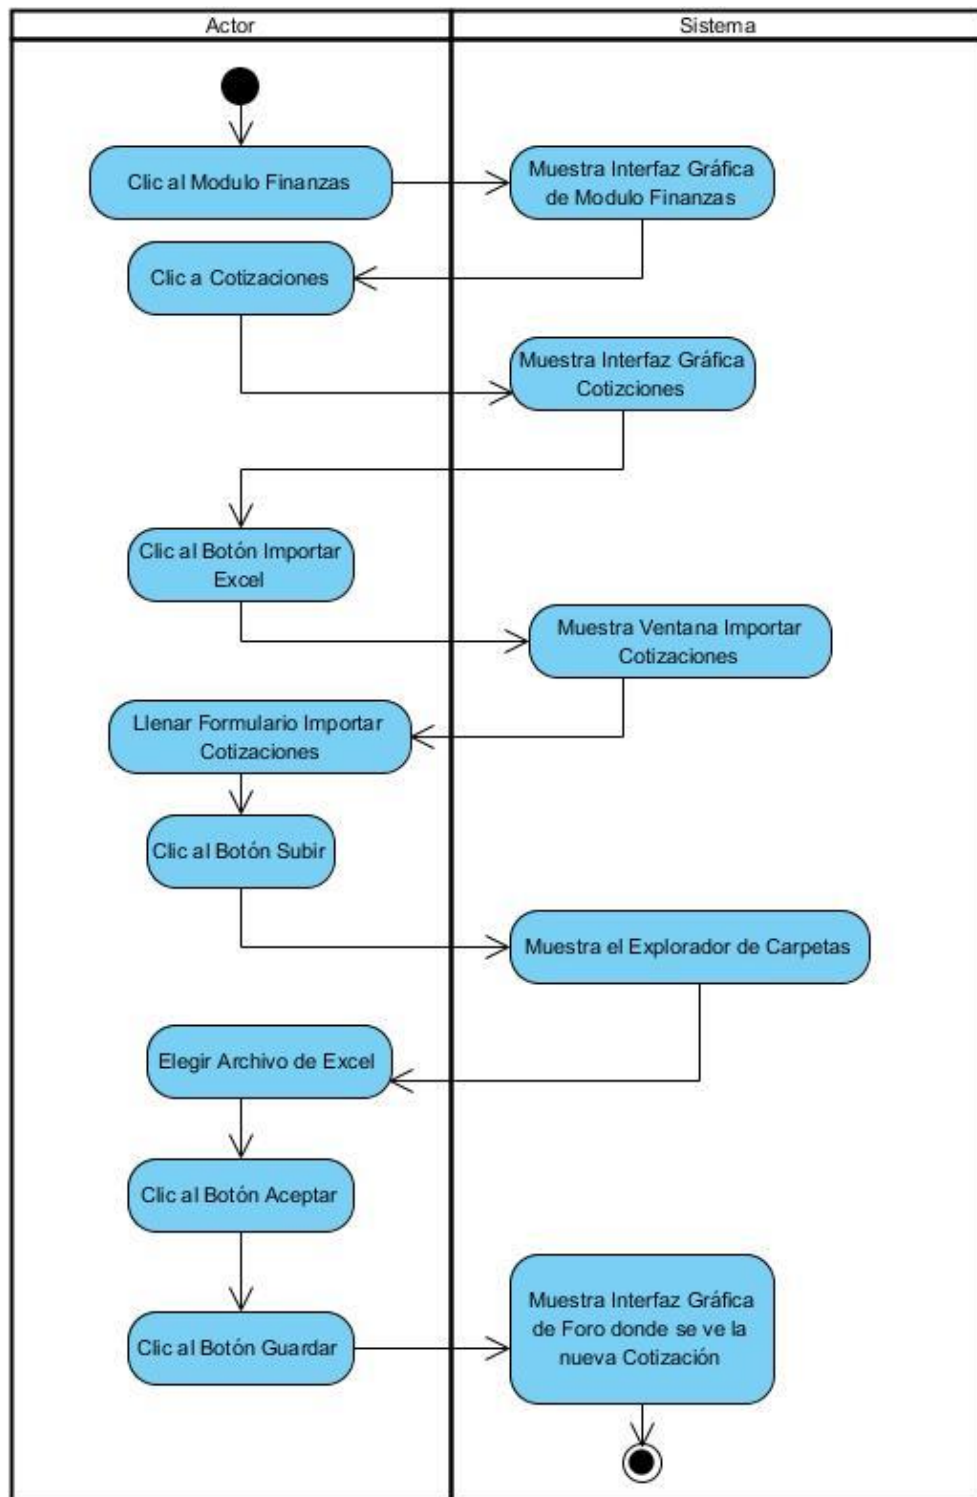 Actor
Sistema
Clic al Modulo Finanzas
Muestra Interfaz Gráfica
de Modulo Finanzas
Clic a Cotizaciones
Muestra Interfaz Gráfica
Cotizciones
Clic al Botón Importar
Excel
Muestra Ventana Importar
Cotizaciones
Llenar Formulario Importar
Cotizaciones
Clic al Botón Subir
Muestra el Explorador de Carpetas
Elegir Archivo de Excel
Clic al Botón Aceptar
Clic al Botón Guardar
Muestra Interfaz Gráfica
de Foro donde se ve la
nueva Cotización